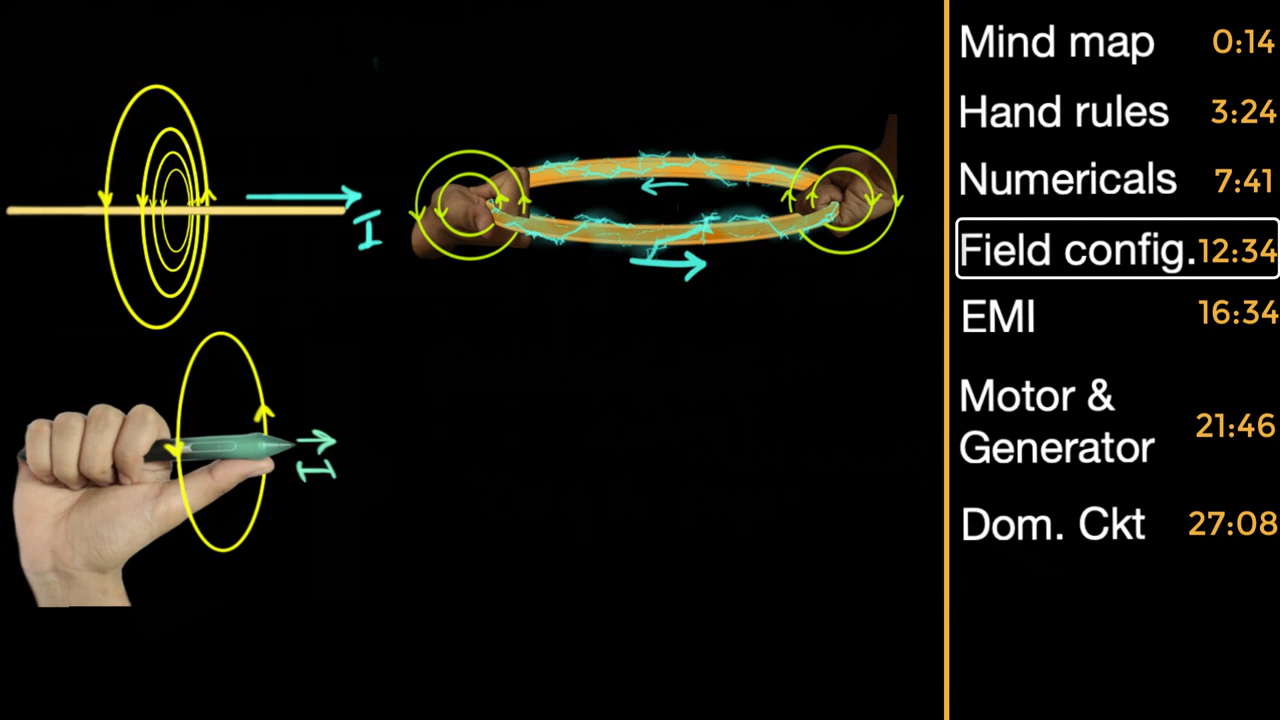 I
I
Mind map 0:14
Hand rules 3:24
Numericals 7:41
Field config. 12:34
EMI 16:34
Motor &
Generator 21:46
Dom. Ckt 27:08